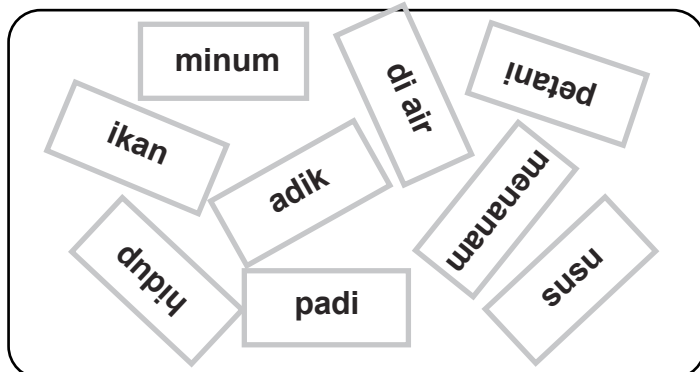 minum
di air
petani
ikan
adik
menanam
hidup
padi
susu